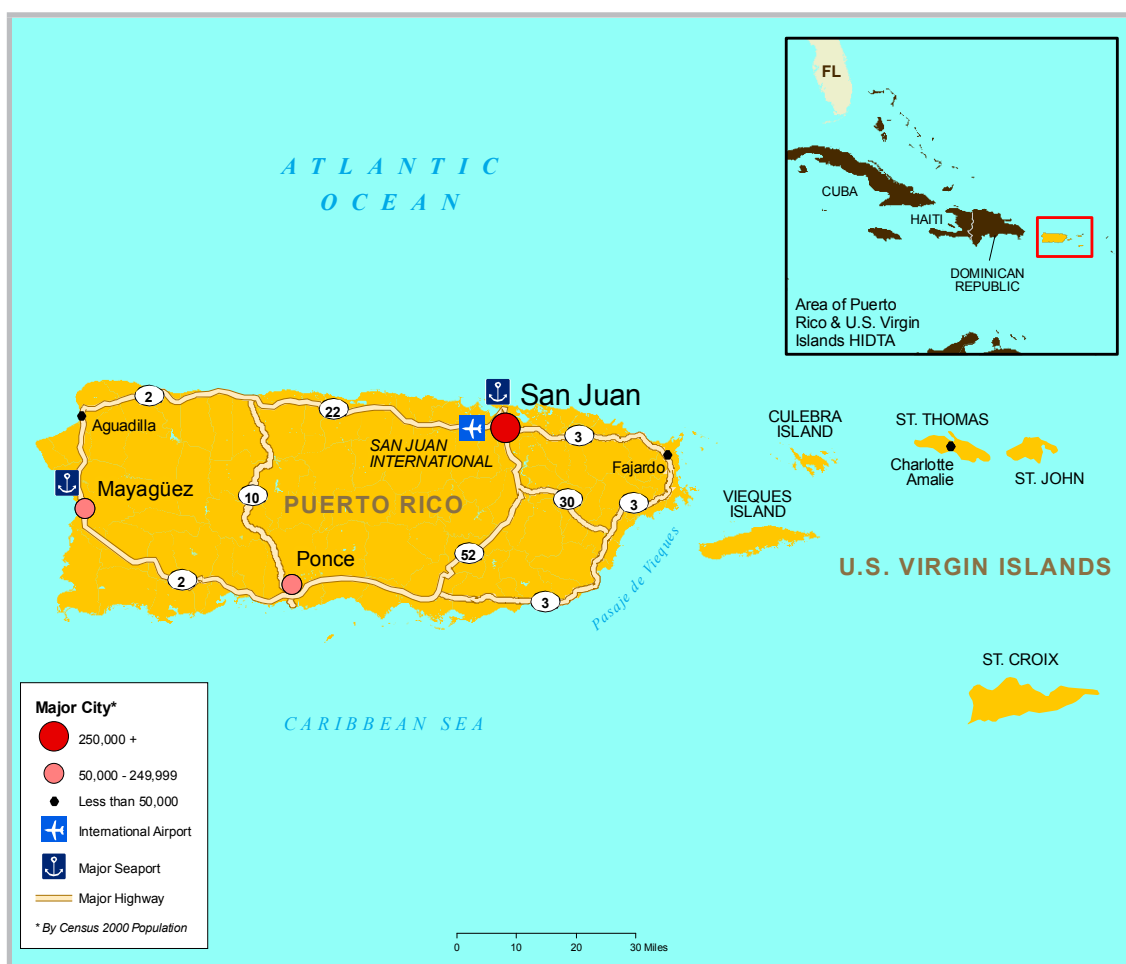 FL
CUBA
HAITI
DOMINICAN
REPUBLIC
Area of Puerto
Rico & U.S. Virgin
Islands HIDTA
ATLANTIC
OCEAN
San Juan
2
22
3
Aguadilla
SAN JUAN
INTERNATIONAL
Fajardo
CULEBRA
ISLAND
ST. THOMAS
Charlotte
Amalie
ST. JOHN
Mayagüez
10
PUERTO RICO
30
3
VIEQUES
ISLAND
52
Ponce
2
3
Pasaje de Vieques
U.S. VIRGIN ISLANDS
ST. CROIX
CARIBBEAN SEA
Major City*
250,000 +
50,000 - 249,999
Less than 50,000
International Airport
Major Seaport
Major Highway
* By Census 2000 Population
0 10 20 30 Miles